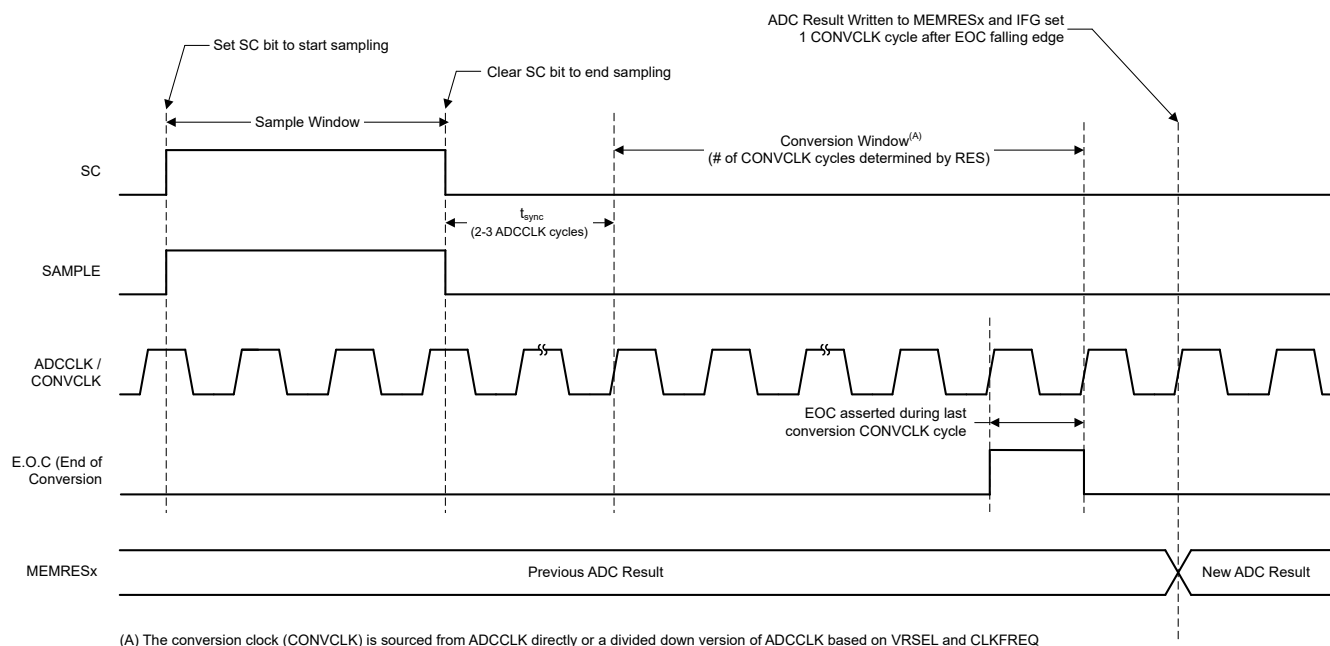 ADC Result Written to MEMRESx and IFG set
1 CONVCLK cycle after EOC falling edge
Set SC bit to start sampling
Clear SC bit to end sampling
Sample Window
Conversion Window(A)
(# of CONVCLK cycles determined by RES)
SC
tsync
(2-3 ADCCLK cycles)
SAMPLE
ADCCLK /
CONVCLK
EOC asserted during last
conversion CONVCLK cycle
E.O.C (End of
Conversion
MEMRESx
Previous ADC Result
New ADC Result
(A) The conversion clock (CONVCLK) is sourced from ADCCLK directly or a divided down version of ADCCLK based on VRSEL and CLKFREQ